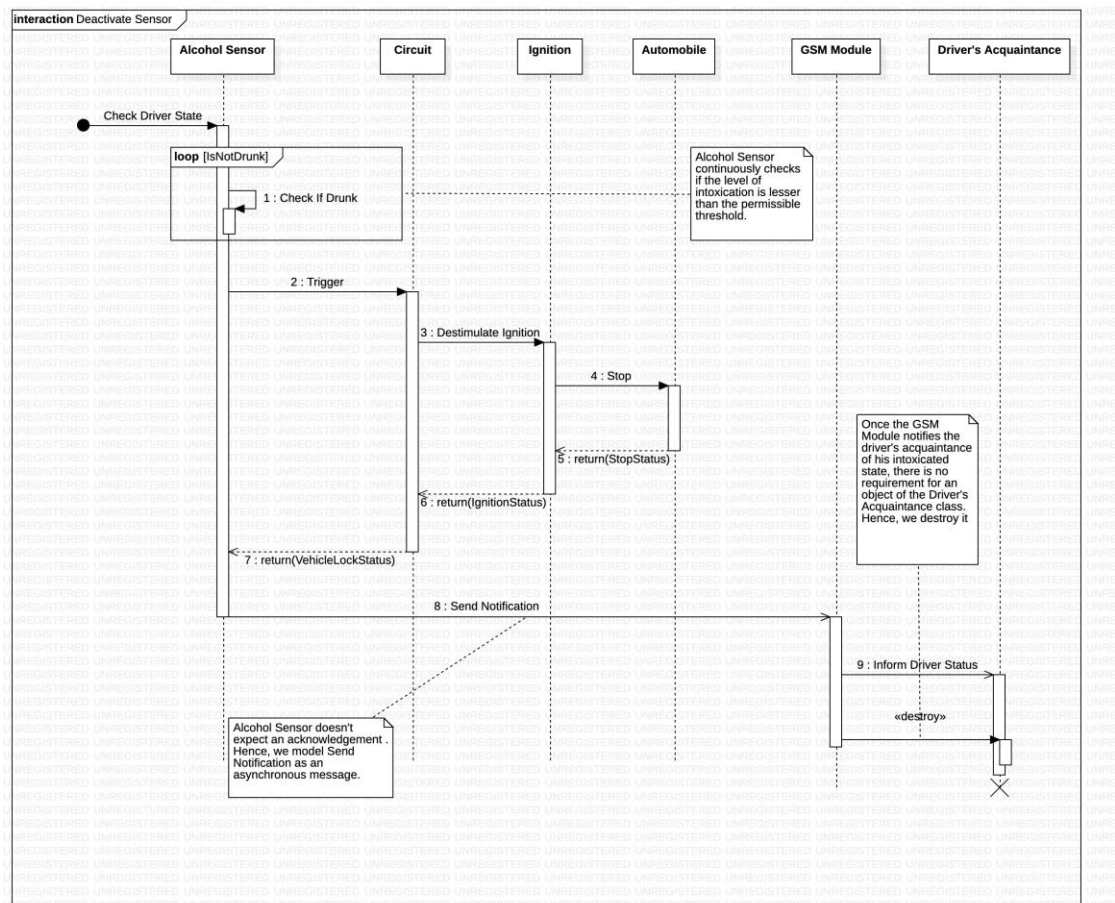 interaction Deactivate Sensor
Alcohol Sensor
Circuit
Ignition
Automobile
GSM Module
Driver's Acquaintance
Check Driver State
loop [IsNotDrunk]
1 : Check If Drunk
Alcohol Sensor
continuously checks
if the level of
intoxication is lesser
than the permissible
threshold.
2 : Trigger
3 : Destimulate Ignition
4 : Stop
5 : return(StopStatus)
6 : return(IgnitionStatus)
7 : return(VehicleLockStatus)
Once the GSM
Module notifies the
driver's acquaintance
of his intoxicated
state, there is no
requirement for an
object of the Driver's
Acquaintance class.
Hence, we destroy it
8 : Send Notification
9 : Inform Driver Status
«destroy»
Alcohol Sensor doesn't
expect an acknowledgement .
Hence, we model Send
Notification as an
asynchronous message.
UNREGISTERED